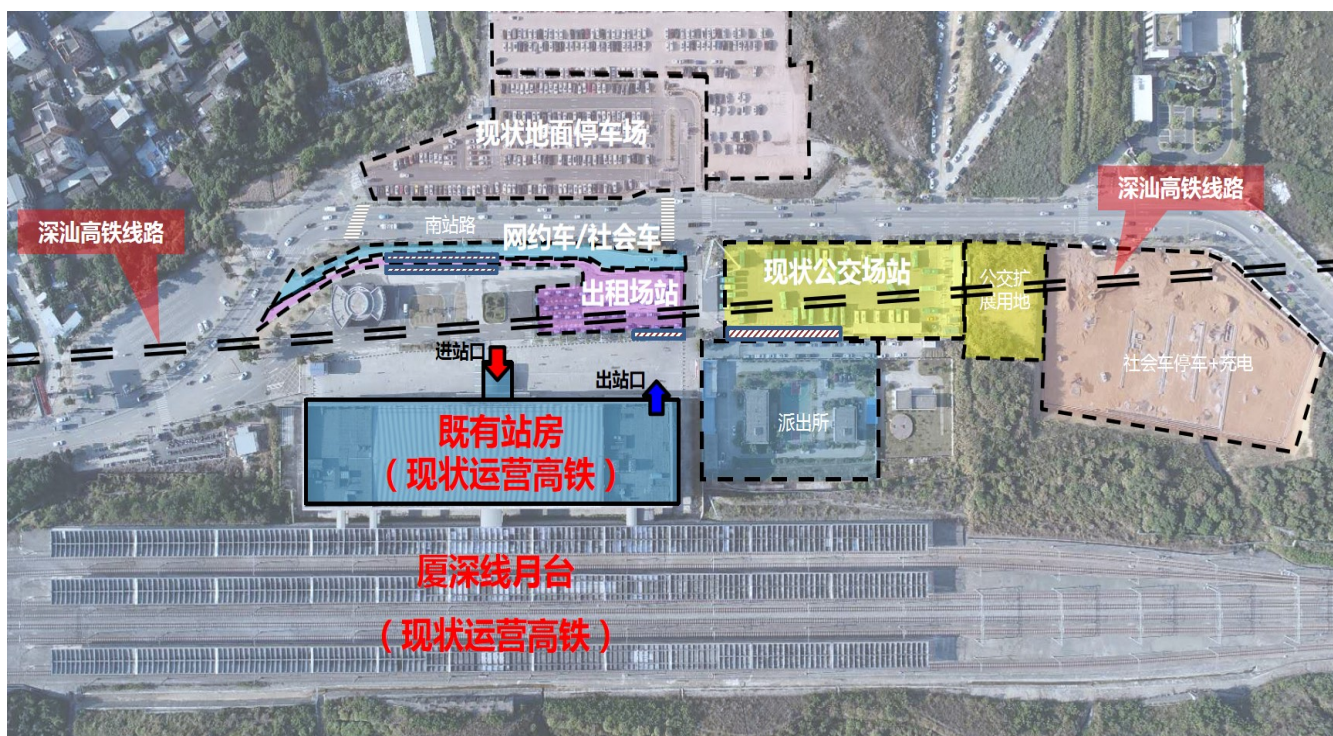 现状地面停车场
深汕高铁线路
深汕高铁线路
南站路
网约车/社会车
现状公交场站
出租场站
公交扩
展用地
社会车停车+充电
进站口
出站口
派出所
既有站房
（现状运营高铁）
厦深线月台
（现状运营高铁）